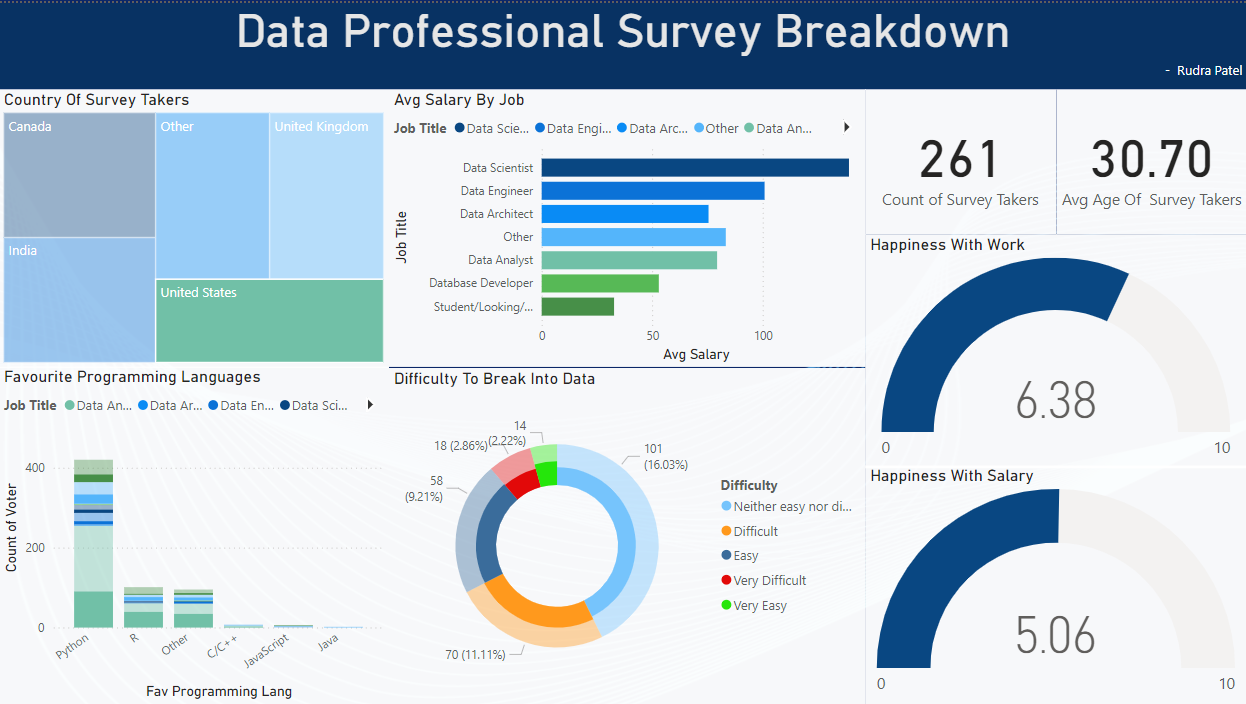 Data Professional Survey Breakdown
- Rudra Patel
Country Of Survey Takers
Canada
Other
United Kingdom
India
United States
Avg Salary By Job
Job Title
Data Scie...
Data Engi...
Data Arc...
Other
Data An...
Job Title
Data Scientist
Data Engineer
Data Architect
Other
Data Analyst
Database Developer
Student/Looking/...
0
50
100
Avg Salary
261
Count of Survey Takers
30.70
Avg Age Of Survey Takers
Happiness With Work
6.38
0
10
Favourite Programming Languages
Job Title
Data An...
Data Ar...
Data En...
Data Sci...
Count of Voter
400
200
0
Python
R
Other
C/C++
JavaScript
Java
Fav Programming Lang
Difficulty To Break Into Data
14
(2.22%)
18 (2.86%)
58
(9.21%)
101
(16.03%)
70 (11.11%)
Difficulty
Neither easy nor di...
Difficult
Easy
Very Difficult
Very Easy
Happiness With Salary
5.06
0
10